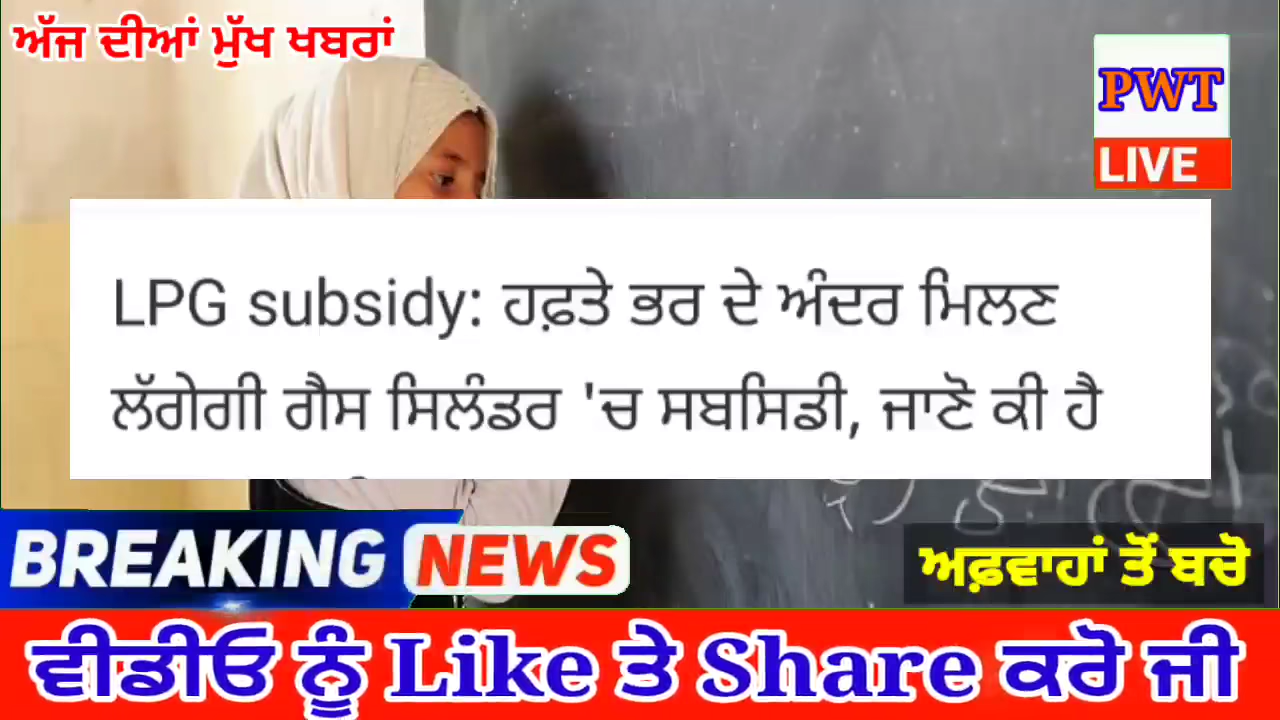 ਅੱਜ ਦੀਆਂ ਮੁੱਖ ਖਬਰਾਂ
PWT
LIVE
LPG subsidy: ਹਫ਼ਤੇ ਭਰ ਦੇ ਅੰਦਰ ਮਿਲਣ
ਲੱਗੇਗੀ ਗੈਸ ਸਿਲੰਡਰ 'ਚ ਸਬਸਿਡੀ, ਜਾਣੋ ਕੀ ਹੈ
BREAKING NEWS
ਅਫ਼ਵਾਹਾਂ ਤੋਂ ਬਚੋ
ਵੀਡੀਓ ਨੂੰ Like ਤੇ Share ਕਰੋ ਜੀ